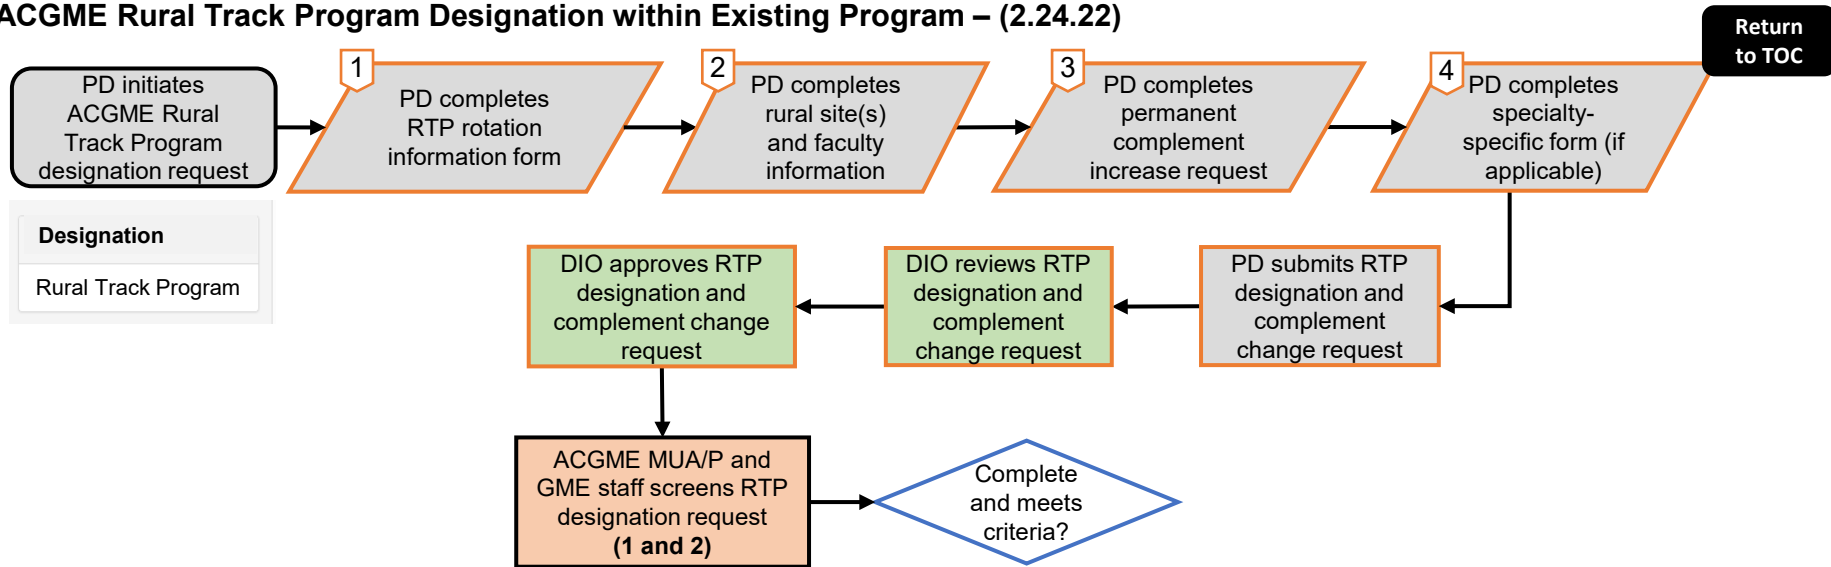 ACGME Rural Track Program Designation within Existing Program – (2.24.22)
Return
to TOC
PD initiates
ACGME Rural
Track Program
designation request
1
PD completes
RTP rotation
information form
2
PD completes
rural site(s)
and faculty
information
3
PD completes
permanent
complement
increase request
4
PD completes
specialty-
specific form (if
applicable)
Designation
Rural Track Program
DIO approves RTP
designation and
complement change
request
DIO reviews RTP
designation and
complement
change request
PD submits RTP
designation and
complement
change request
ACGME MUA/P and
GME staff screens RTP
designation request
(1 and 2)
Complete
and meets
criteria?